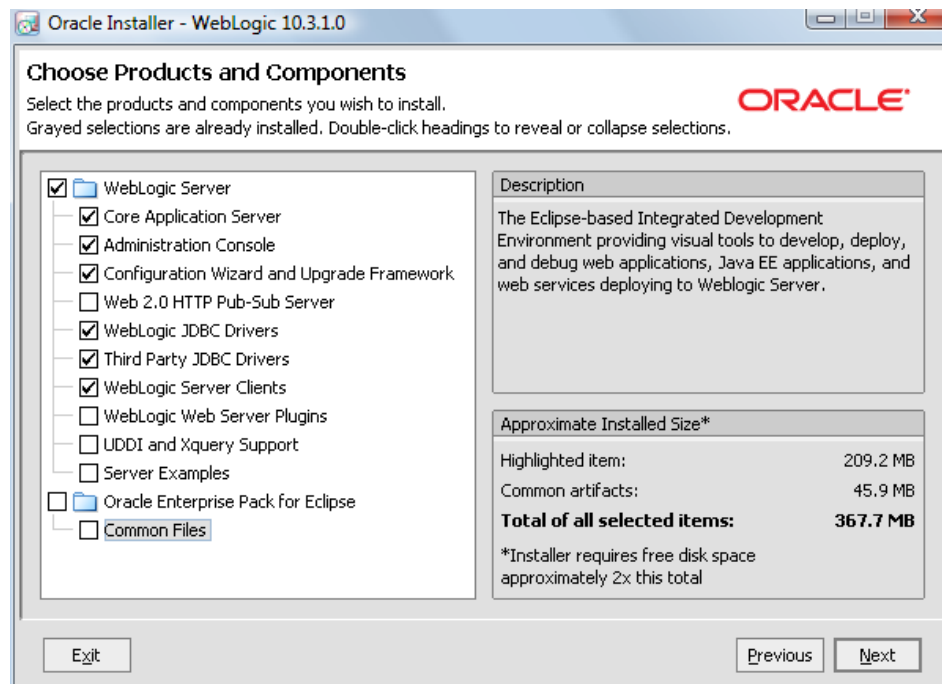 Oracle Installer - WebLogic 10.3.1.0
Choose Products and Components
Select the products and components you wish to install.
Grayed selections are already installed. Double-click headings to reveal or collapse selections.
ORACLE
WebLogic Server
Core Application Server
Administration Console
Configuration Wizard and Upgrade Framework
Web 2.0 HTTP Pub-Sub Server
WebLogic JDBC Drivers
Third Party JDBC Drivers
WebLogic Server Clients
WebLogic Web Server Plugins
UDDI and Xquery Support
Server Examples
Oracle Enterprise Pack for Eclipse
Common Files
Description
The Eclipse-based Integrated Development
Environment providing visual tools to develop, deploy,
and debug web applications, Java EE applications, and
web services deploying to Weblogic Server.
Approximate Installed Size*
Highlighted item: 209.2 MB
Common artifacts: 45.9 MB
Total of all selected items: 367.7 MB
*Installer requires free disk space
approximately 2x this total
Exit
Previous
Next